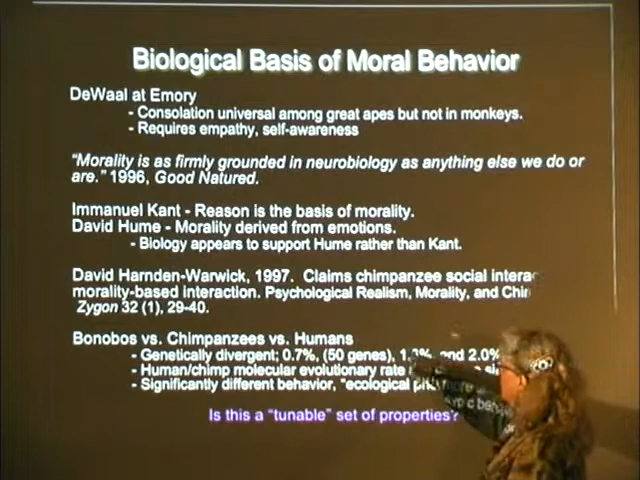 Biological Basis of Moral Behavior
DeWaal at Emory
- Consolation universal among great apes but not in monkeys.
- Requires empathy, self-awareness
"Morality is as firmly grounded in neurobiology as anything else we do or
are." 1996, Good Natured.
Immanuel Kant - Reason is the basis of morality.
David Hume - Morality derived from emotions.
- Biology appears to support Hume rather than Kant.
David Harnden-Warwick, 1997. Claims chimpanzee social
morality-based interaction. Psychological Realism, Morality, and
Zygon 32 (1), 29-40.
Bonobos vs. Chimpanzees vs. Humans
- Genetically divergent; 0.7%, (50 genes), and 2.0%
- Human/chimp molecular evolutionary rate
- Significantly different behavior, "ecological
Is this a "tunable" set of properties?